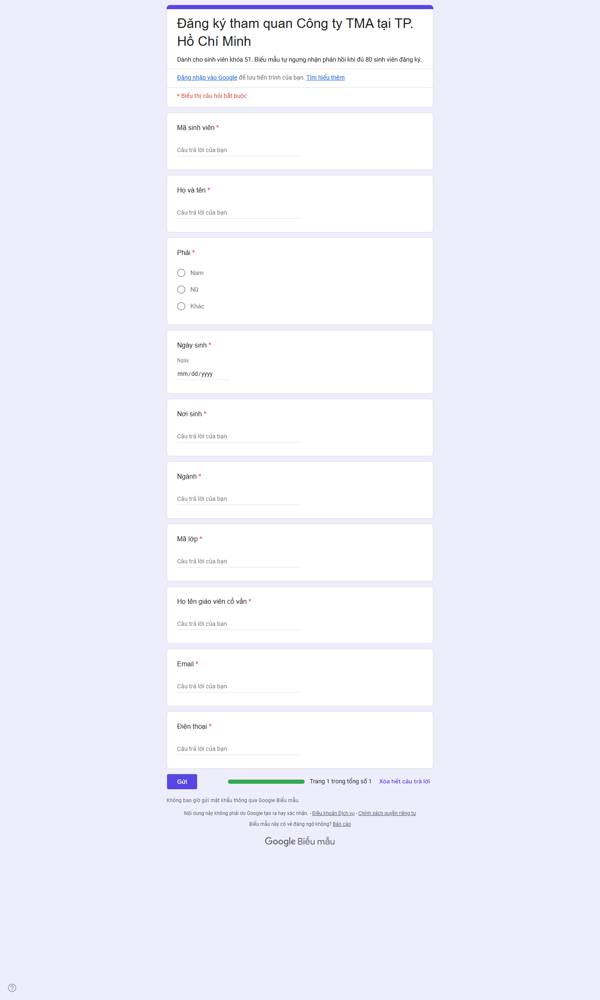 Đăng ký tham quan Công ty TMA tại TP.
Hồ Chí Minh
Dành cho sinh viên khóa 51. Biểu mẫu tự ngưng nhận phản hồi khi đủ 80 sinh viên đăng ký.
Đăng nhập vào Google để lưu tiến trình của bạn. Tìm hiểu thêm
* Biểu thị câu hỏi bắt buộc
Mã sinh viên *
Câu trả lời của bạn
Họ và tên *
Câu trả lời của bạn
Phái *
Nam
Nữ
Khác
Ngày sinh *
Ngày
mm/dd/yyyy
Nơi sinh *
Câu trả lời của bạn
Ngành *
Câu trả lời của bạn
Mã lớp *
Câu trả lời của bạn
Họ tên giáo viên cố vấn *
Câu trả lời của bạn
Email *
Câu trả lời của bạn
Điện thoại *
Câu trả lời của bạn
Gửi Trang 1 trong tổng số 1 Xóa hết câu trả lời
Không bao giờ gửi mật khẩu thông qua Google Biểu mẫu.
Nội dung này không phải do Google tạo ra hay xác nhận. - Điều khoản Dịch vụ - Chính sách quyền riêng tư
Biểu mẫu này có vẻ đáng ngờ không? Báo cáo
Google Biểu mẫu